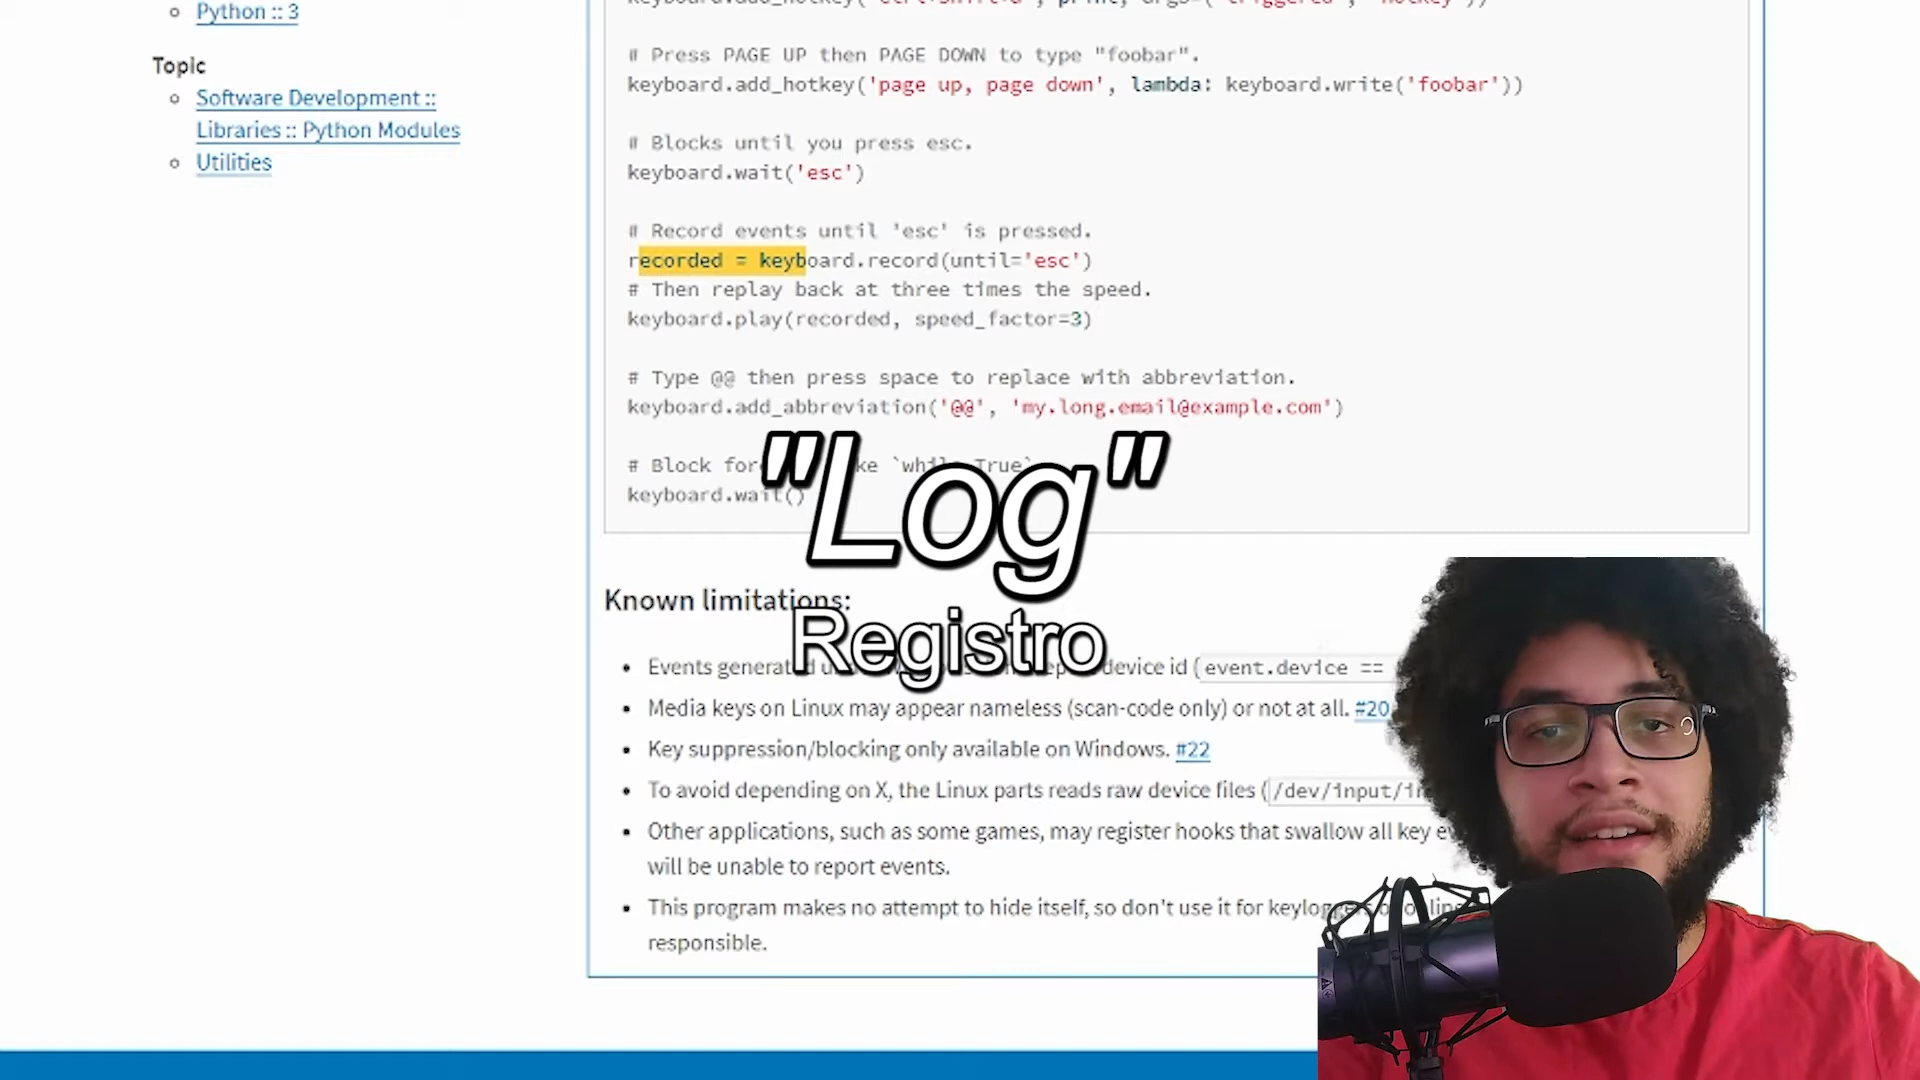 Python :: 3
Topic
Software Development ::
Libraries :: Python Modules
Utilities
# Press PAGE UP then PAGE DOWN to type "foobar".
keyboard.add_hotkey('page up, page down', lambda: keyboard.write('foobar'))
# Blocks until you press esc.
keyboard.wait('esc')
# Record events until 'esc' is pressed.
recorded = keyboard.record(until='esc')
# Then replay back at three times the speed.
keyboard.play(recorded, speed_factor=3)
# Type @@ then press space to replace with abbreviation.
keyboard.add_abbreviation('@@', 'my.long.email@example.com')
# Block for `while True`
keyboard.wait()
"Log"
Registro
Known limitations:
Events generated device id (event.device ==
Media keys on Linux may appear nameless (scan-code only) or not at all. #20
Key suppression/blocking only available on Windows. #22
To avoid depending on X, the Linux parts reads raw device files (/dev/input/
Other applications, such as some games, may register hooks that swallow all key
will be unable to report events.
This program makes no attempt to hide itself, so don't use it for
responsible.